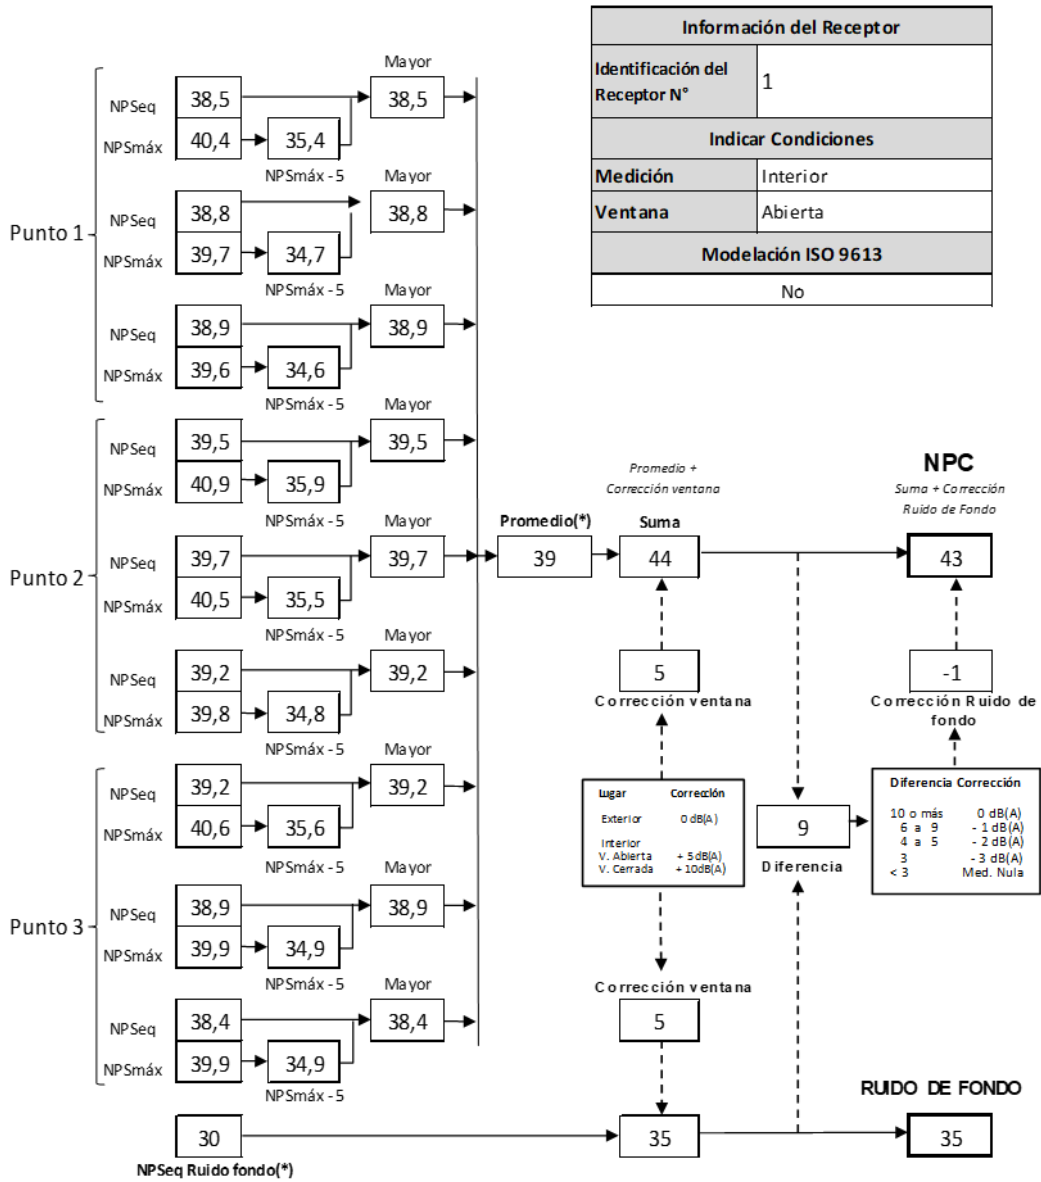 Información del Receptor
Identificación del
Receptor N°
1
Indicar Condiciones
Medición
Interior
Ventana
Abierta
Modelación ISO 9613
No
Punto 1
Mayor
NPSeq
38,5
38,5
NPSmáx
40,4
35,4
NPSmáx - 5
Mayor
NPSeq
38,8
38,8
NPSmáx
39,7
34,7
NPSmáx - 5
Mayor
NPSeq
38,9
38,9
NPSmáx
39,6
34,6
NPSmáx - 5
Punto 2
Mayor
NPSeq
39,5
39,5
NPSmáx
40,9
35,9
NPSmáx - 5
Mayor
NPSeq
39,7
39,7
NPSmáx
40,5
35,5
NPSmáx - 5
Mayor
NPSeq
39,2
39,2
NPSmáx
39,8
34,8
NPSmáx - 5
Punto 3
Mayor
NPSeq
39,2
39,2
NPSmáx
40,6
35,6
NPSmáx - 5
Mayor
NPSeq
38,9
38,9
NPSmáx
39,9
34,9
NPSmáx - 5
Mayor
NPSeq
38,4
38,4
NPSmáx
39,9
34,9
NPSmáx - 5
30
NPSeq Ruido fondo(*)
Promedio(*)
39
Promedio +
Corrección ventana
Suma
44
5
Corrección ventana
Lugar Corrección
Exterior 0 dB(A)
Interior
V. Abierta + 5dB(A)
V. Cerrada + 10dB(A)
Corrección ventana
5
35
9
Diferencia
NPC
Suma + Corrección
Ruido de Fondo
43
-1
Corrección Ruido de
fondo
Diferencia Corrección
10 o más 0 dB(A)
6 a 9 - 1 dB(A)
4 a 5 - 2 dB(A)
3 - 3 dB(A)
< 3 Med. Nula
RUIDO DE FONDO
35